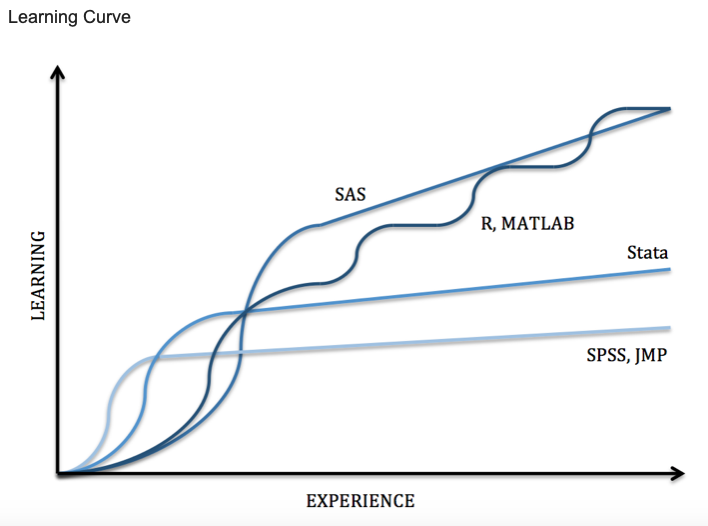 Learning Curve
SAS
R, MATLAB
Stata
SPSS, JMP
LEARNING
EXPERIENCE